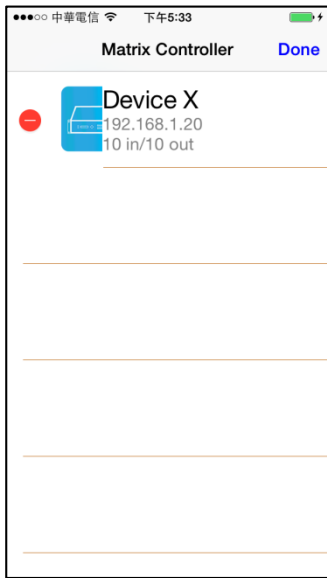 中華電信 下午5:33
Matrix Controller Done
Device X
192.168.1.20
10 in/10 out